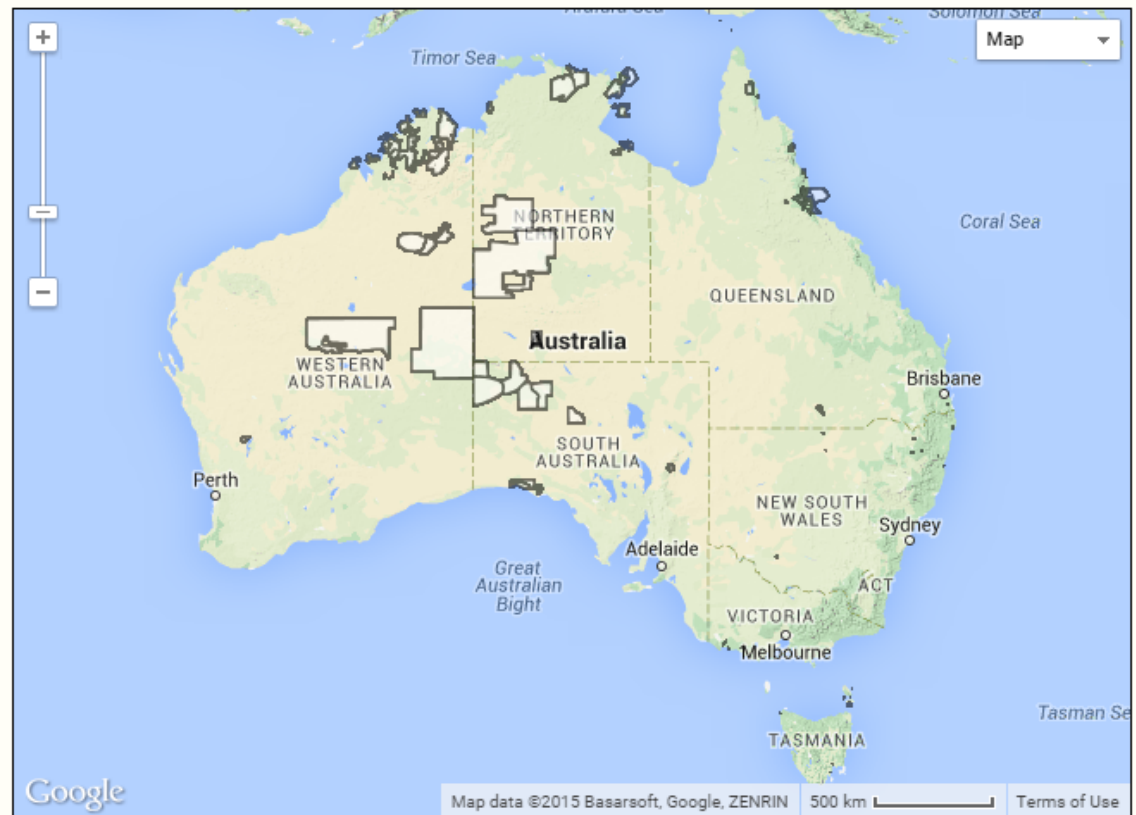 Arafura Sea
Solomon Sea
+
Map
Timor Sea
NORTHERN
TERRITORY
Coral Sea
QUEENSLAND
Australia
WESTERN
AUSTRALIA
Brisbane
SOUTH
AUSTRALIA
Perth
NEW SOUTH
WALES
Sydney
Adelaide
Great
Australian
Bight
ACT
VICTORIA
Melbourne
Tasman Se
TASMANIA
Google
Map data ©2015 Basarsoft, Google, ZENRIN
500 km
Terms of Use